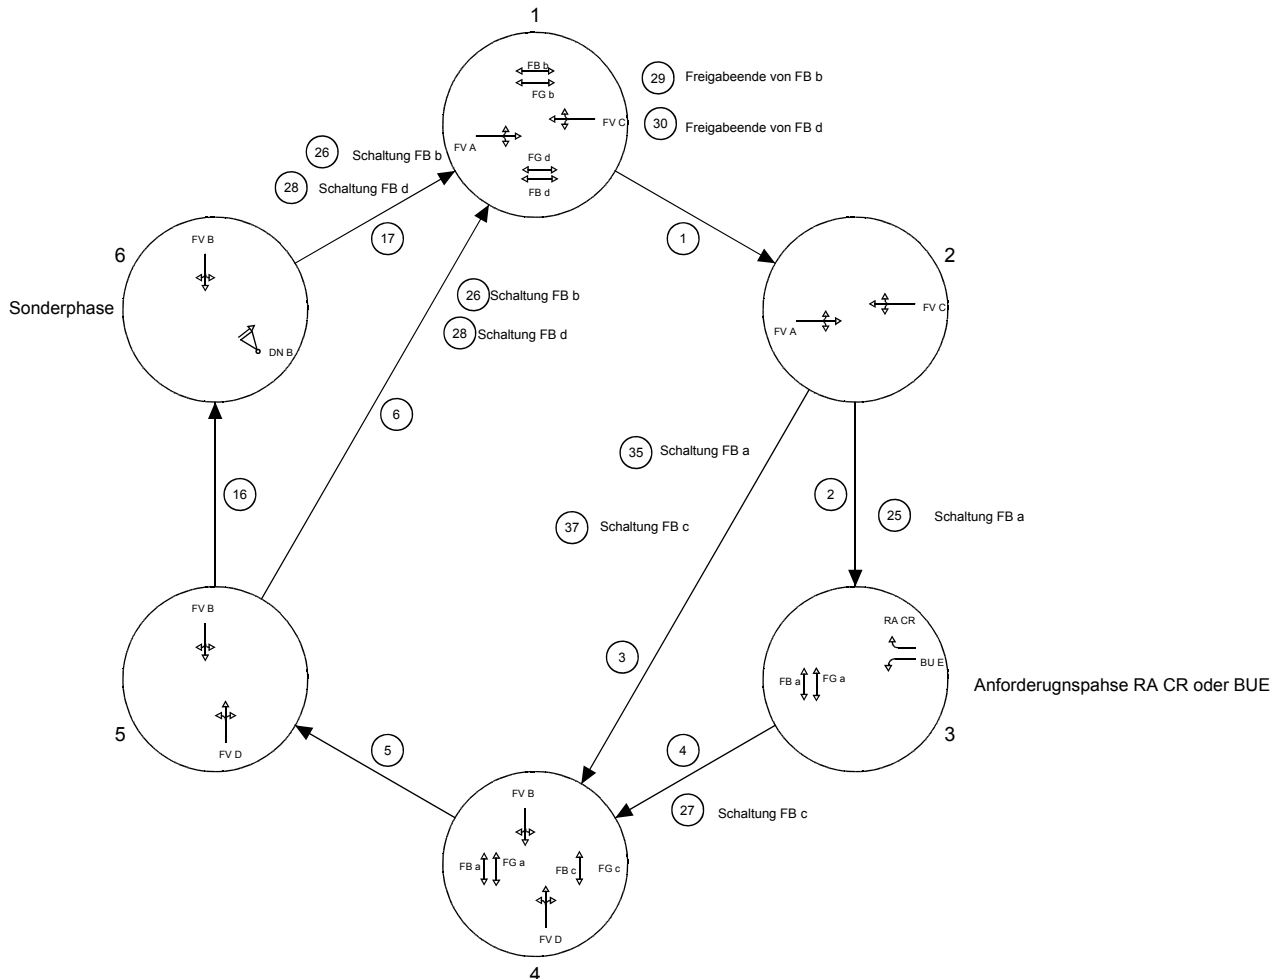 1
FB b
FG b
FV C
FV A
FG d
FB d
29 Freigabeende von FB b
30 Freigabeende von FB d
26 Schaltung FB b
28 Schaltung FB d
17
1
6
Sonderphase
FV B
DN B
2
FV C
FV A
26 Schaltung FB b
28 Schaltung FB d
6
35 Schaltung FB a
37 Schaltung FB c
16
2
25 Schaltung FB a
3
5
FV B
FV D
RA CR
BU E
FB a
FG a
3
Anforderugnspahse RA CR oder BUE
5
4
27 Schaltung FB c
FV B
FB a
FG a
FB c
FG c
FV D
4